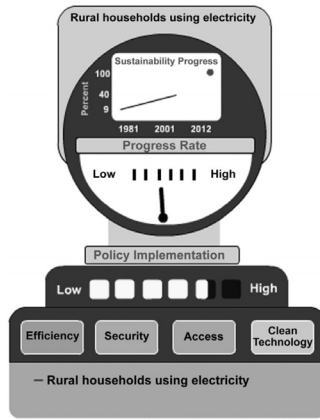 Rural households using electricity
Sustainability Progress
Percent
100
40
9
1981 2001 2012
Progress Rate
Low High
Policy Implementation
Low High
Efficiency Security Access Clean
Technology
— Rural households using electricity